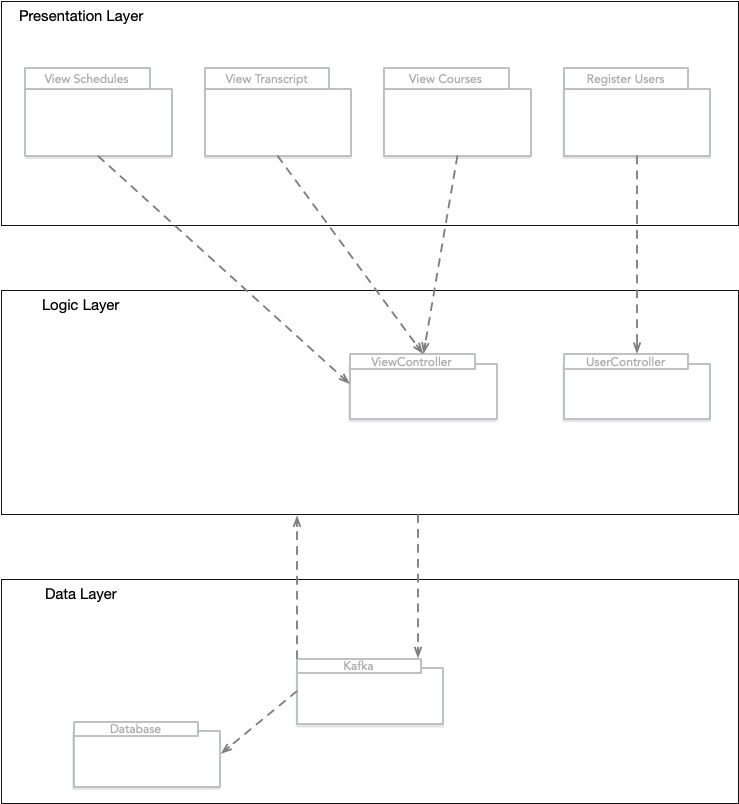 Presentation Layer
View Schedules
View Transcript
View Courses
Register Users
Logic Layer
ViewController
UserController
Data Layer
Kafka
Database